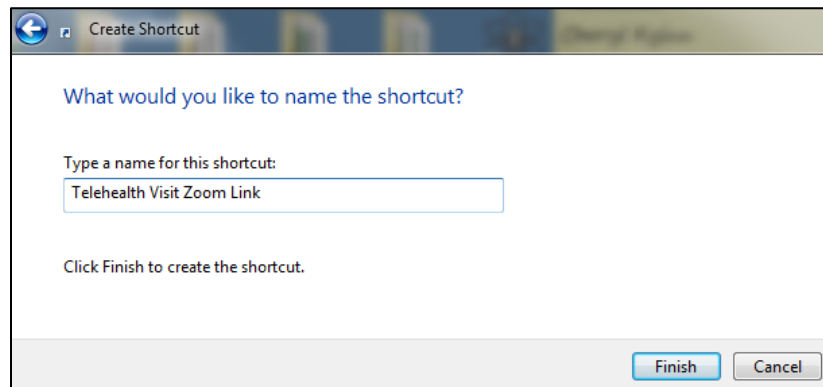 Create Shortcut
What would you like to name the shortcut?
Type a name for this shortcut:
Telehealth Visit Zoom Link
Click Finish to create the shortcut.
Finish
Cancel